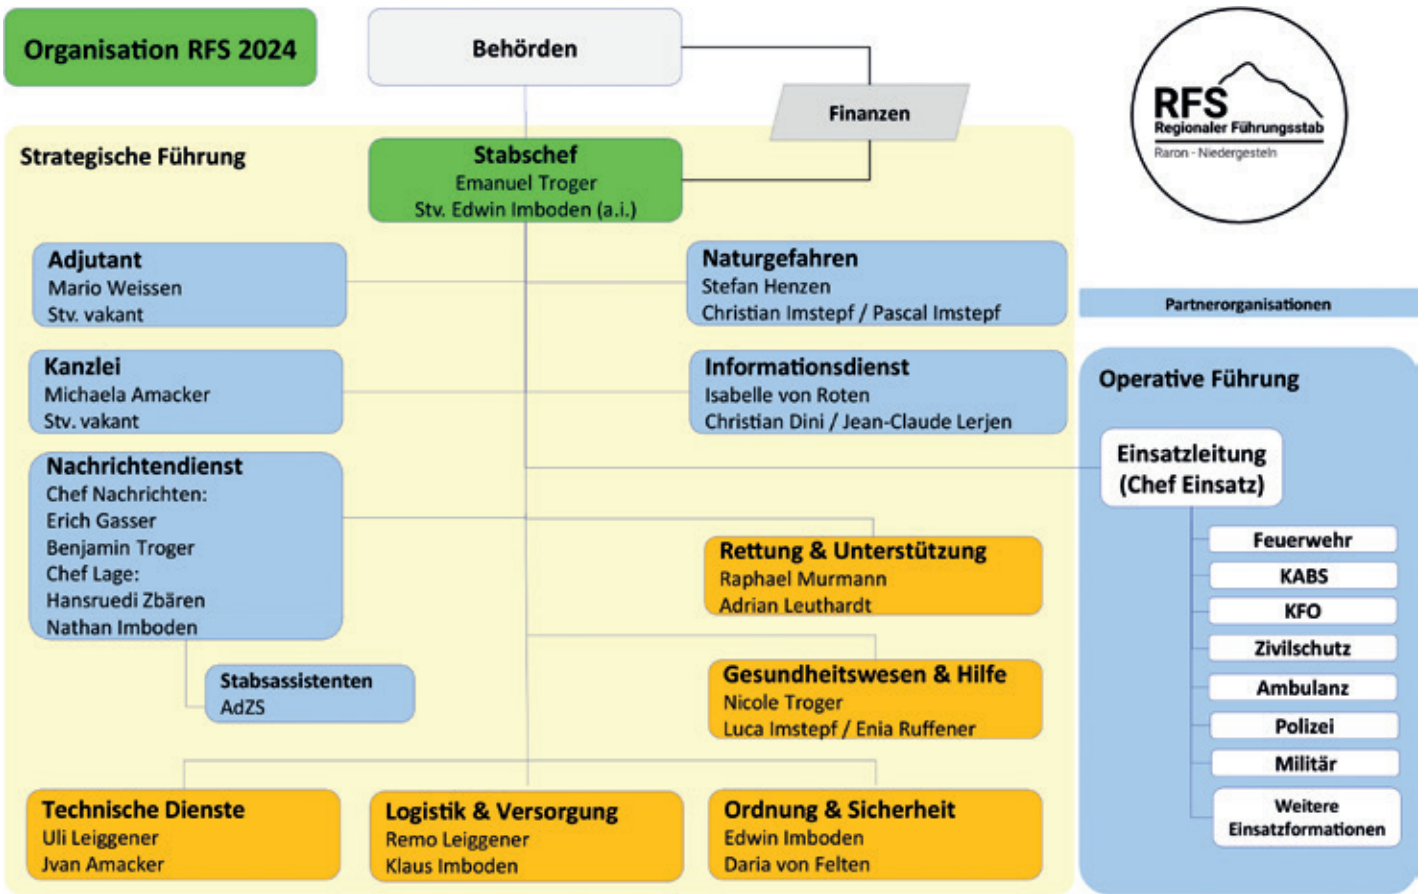 Organisation RFS 2024
Behörden
Finanzen
RFS
Regionaler Führungsstab
Raron - Niedergesteln
Strategische Führung
Stabschef
Emanuel Troger
Stv. Edwin Imboden (a.i.)
Adjutant
Mario Weissen
Stv. vakant
Naturgefahren
Stefan Henzen
Christian Imstepf / Pascal Imstepf
Kanzlei
Michaela Amacker
Stv. vakant
Informationsdienst
Isabelle von Roten
Christian Dini / Jean-Claude Lerjen
Nachrichtendienst
Chef Nachrichten:
Erich Gasser
Benjamin Troger
Chef Lage:
Hansruedi Zbären
Nathan Imboden
Stabsassistenten
AdZS
Rettung & Unterstützung
Raphael Murmann
Adrian Leuthardt
Gesundheitswesen & Hilfe
Nicole Troger
Luca Imstepf / Enia Ruffener
Technische Dienste
Uli Leiggener
Jvan Amacker
Logistik & Versorgung
Remo Leiggener
Klaus Imboden
Ordnung & Sicherheit
Edwin Imboden
Daria von Felten
Partnerorganisationen
Operative Führung
Einsatzleitung
(Chef Einsatz)
Feuerwehr
KABS
KFO
Zivilschutz
Ambulanz
Polizei
Militär
Weitere
Einsatzformationen